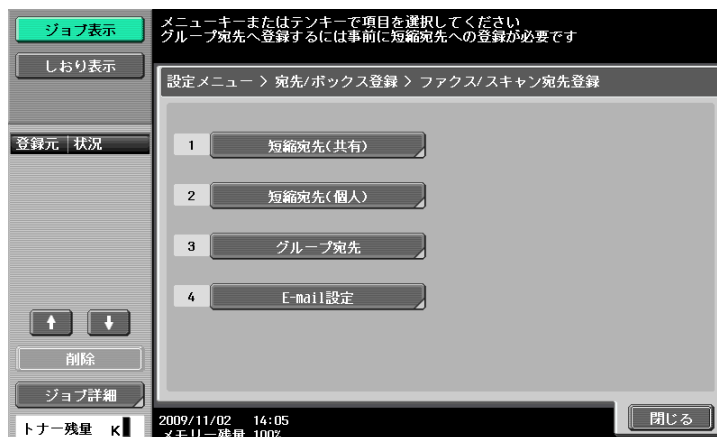 ジョブ表示
しおり表示
登録元 状況
削除
ジョブ詳細
トナー残量 K
メニューキーまたはテンキーで項目を選択してください
グループ宛先へ登録するには事前に短縮宛先への登録が必要です
設定メニュー > 宛先/ボックス登録 > ファクス/スキャン宛先登録
1 短縮宛先(共有)
2 短縮宛先(個人)
3 グループ宛先
4 E-mail設定
閉じる
2009/11/02 14:05
メモリー残量 100%